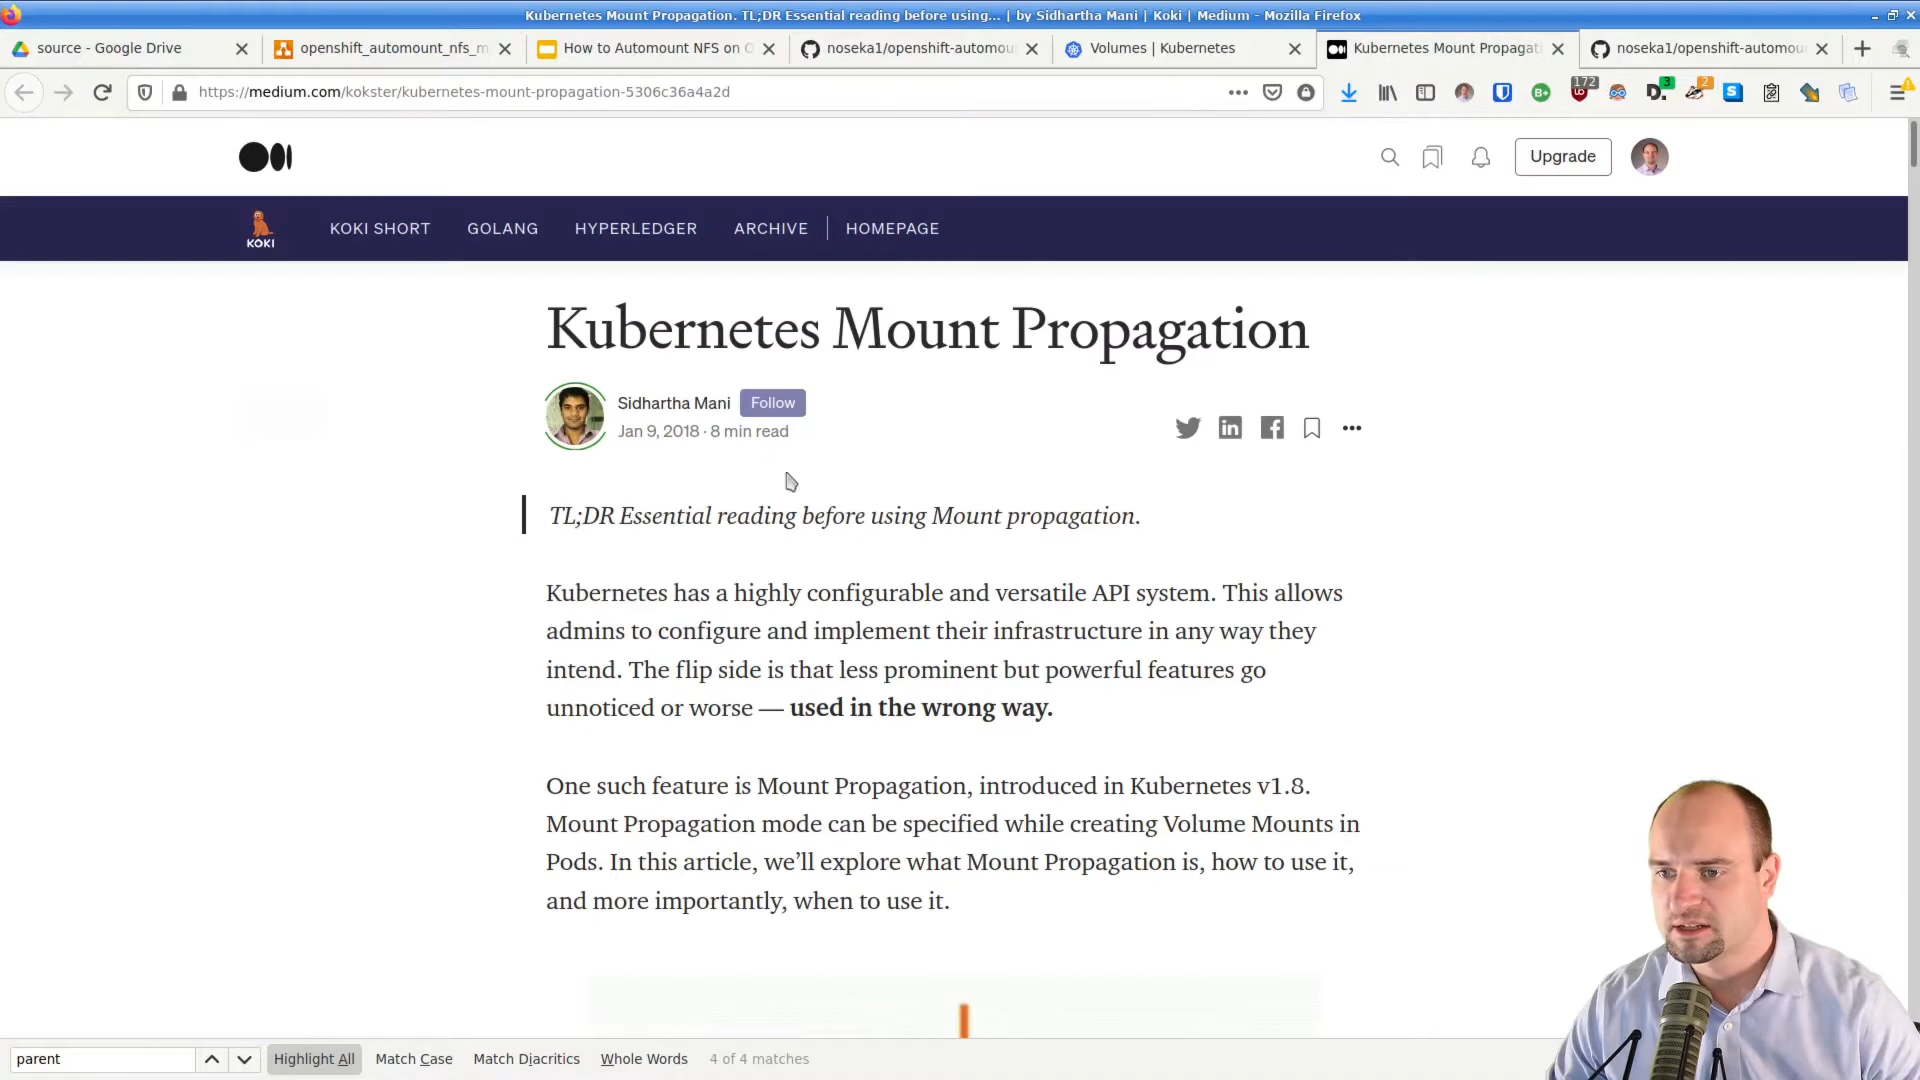 Kubernetes Mount Propagation. TL;DR Essential reading before using... | by Sidhartha Mani | Koki | Medium - Mozilla Firefox
source - Google Drive
openshift_automount_nfs_m
How to Automount NFS on O
noseka1/openshift-automou
Volumes | Kubernetes
Kubernetes Mount Propagat
noseka1/openshift-automou
https://medium.com/kokster/kubernetes-mount-propagation-5306c36a4a2d
172
3
2
Upgrade
KOKI
KOKI SHORT
GOLANG
HYPERLEDGER
ARCHIVE
HOMEPAGE
Kubernetes Mount Propagation
Sidhartha Mani
Follow
Jan 9, 2018 · 8 min read
TL;DR Essential reading before using Mount propagation.
Kubernetes has a highly configurable and versatile API system. This allows
admins to configure and implement their infrastructure in any way they
intend. The flip side is that less prominent but powerful features go
unnoticed or worse — used in the wrong way.
One such feature is Mount Propagation, introduced in Kubernetes v1.8.
Mount Propagation mode can be specified while creating Volume Mounts in
Pods. In this article, we’ll explore what Mount Propagation is, how to use it,
and more importantly, when to use it.
parent
Highlight All
Match Case
Match Diacritics
Whole Words
4 of 4 matches